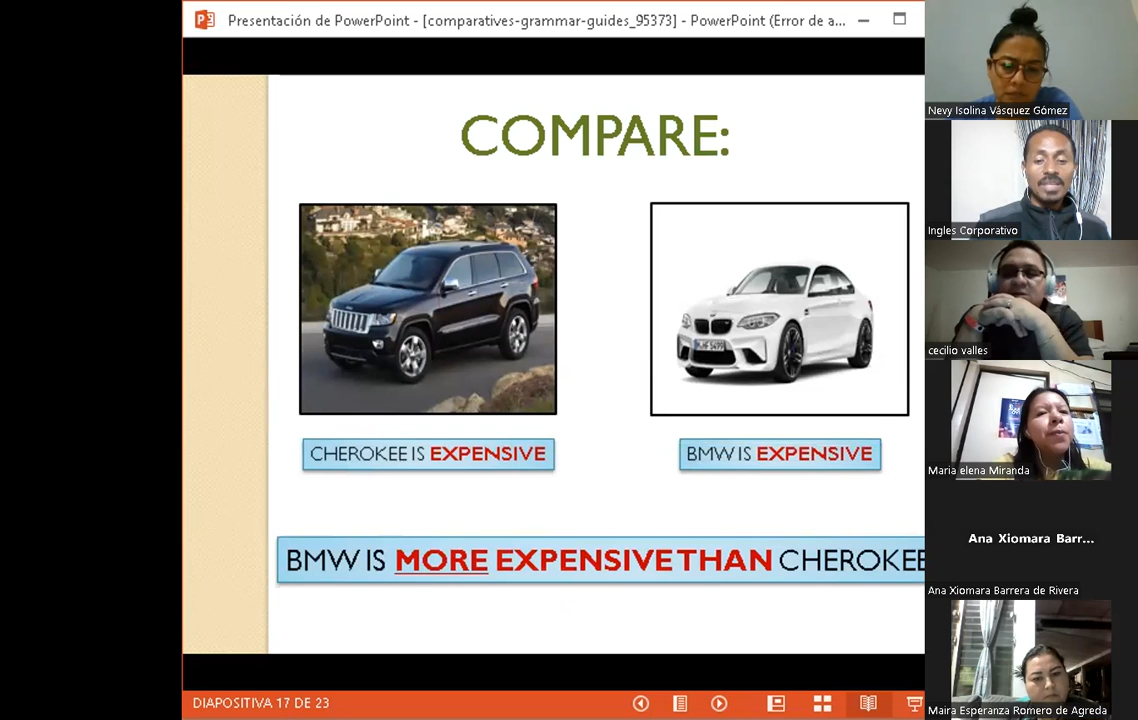 Presentación de PowerPoint - [comparatives-grammar-guides_95373] - PowerPoint (Error de a...
COMPARE:
CHEROKEE IS EXPENSIVE
BMW IS EXPENSIVE
BMW IS MORE EXPENSIVE THAN CHEROKEE
DIAPOSITIVA 17 DE 23
Nevy Isolina Vásquez Gómez
Ingles Corporativo
cecilio valles
Maria elena Miranda
Ana Xiomara Barr...
Ana Xiomara Barrera de Rivera
Maira Esperanza Romero de Agreda